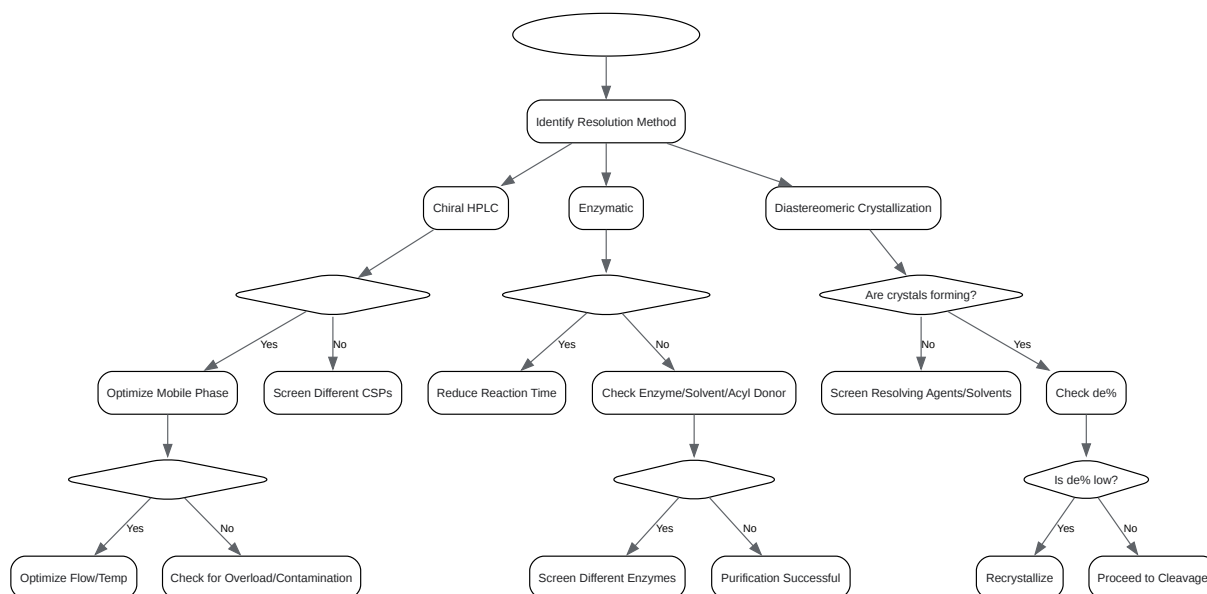 Identify Resolution Method
Chiral HPLC
Enzymatic
Diastereomeric Crystallization
Are crystals forming?
Yes
No
Yes
No
No
Yes
Optimize Mobile Phase
Screen Different CSPs
Reduce Reaction Time
Check Enzyme/Solvent/Acyl Donor
Screen Resolving Agents/Solvents
Check de%
Is de% low?
Yes
No
Yes
No
Yes
No
Optimize Flow/Temp
Check for Overload/Contamination
Screen Different Enzymes
Purification Successful
Recrystallize
Proceed to Cleavage